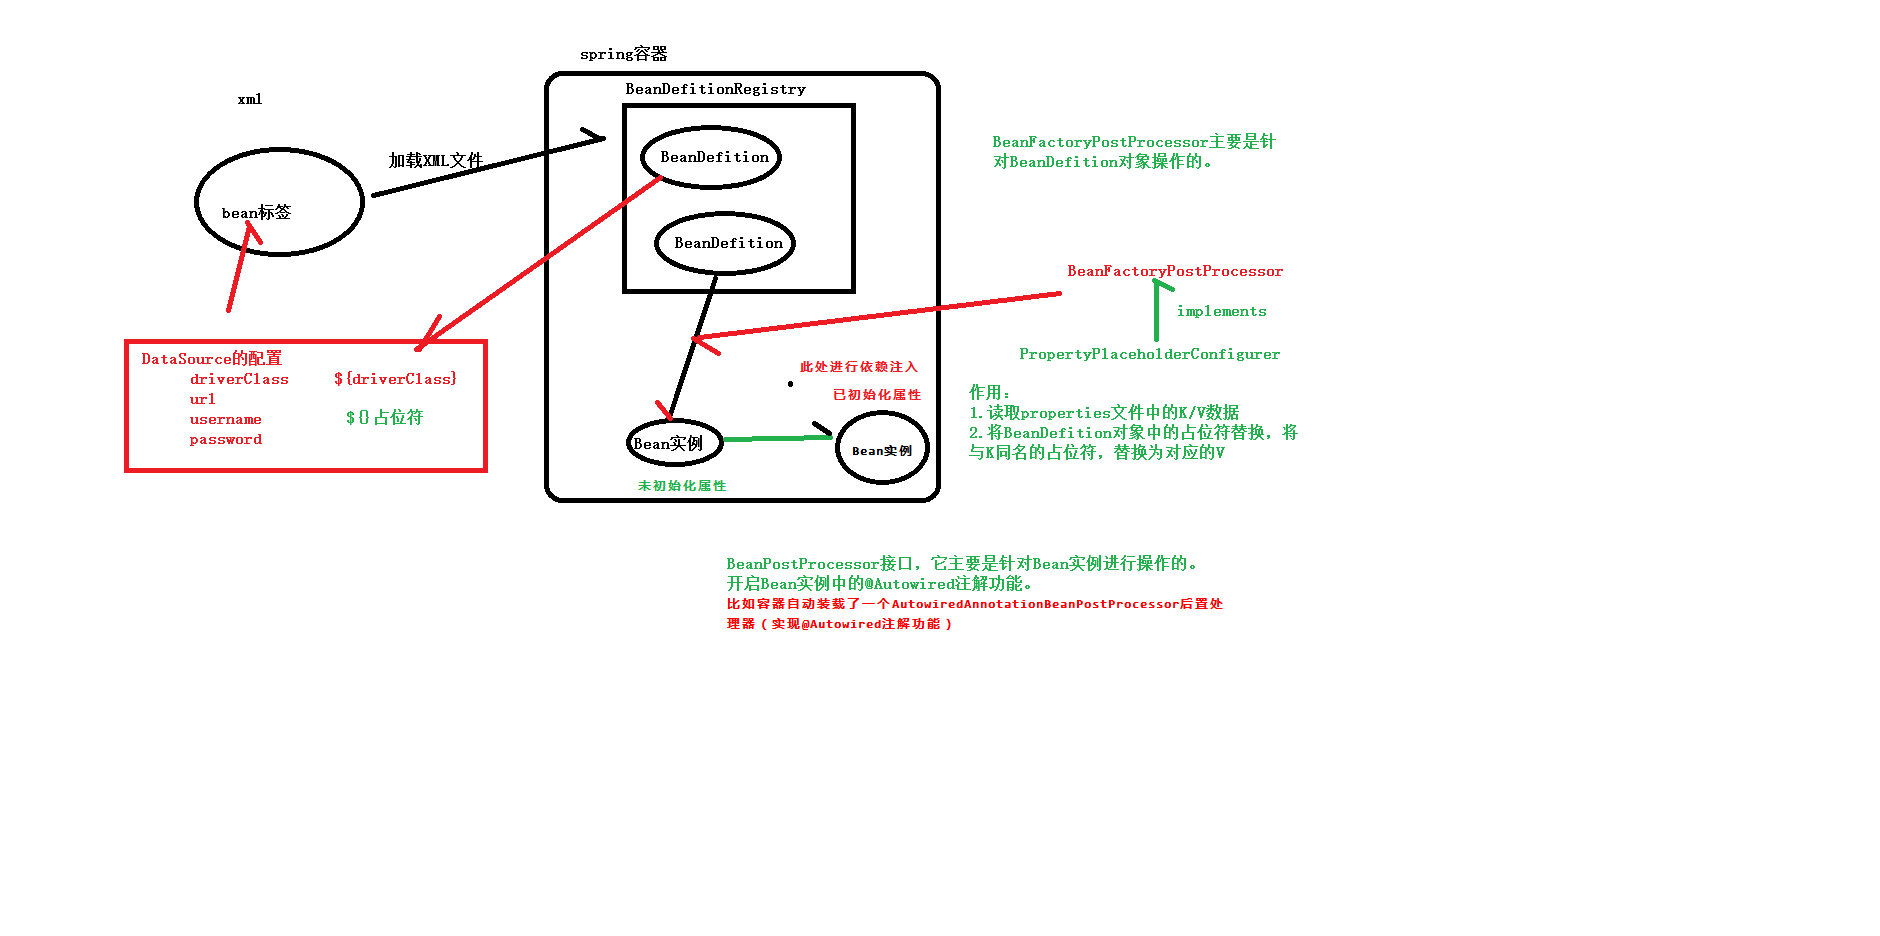 spring容器
xml
BeanDefitionRegistry
加载XML文件
BeanDefition
bean标签
BeanDefition
BeanFactoryPostProcessor主要是针
对BeanDefition对象操作的。
BeanFactoryPostProcessor
implements
PropertyPlaceholderConfigurer
作用：
1.读取properties文件中的K/V数据
2.将BeanDefition对象中的占位符替换，将
与K同名的占位符，替换为对应的V
DataSource的配置
driverClass ${driverClass}
url
username ${}占位符
password
此处进行依赖注入
已初始化属性
Bean实例
Bean实例
未初始化属性
BeanPostProcessor接口，它主要是针对Bean实例进行操作的。
开启Bean实例中的@Autowired注解功能。
比如容器自动装载了一个AutowiredAnnotationBeanPostProcessor后置处
理器（实现@Autowired注解功能）